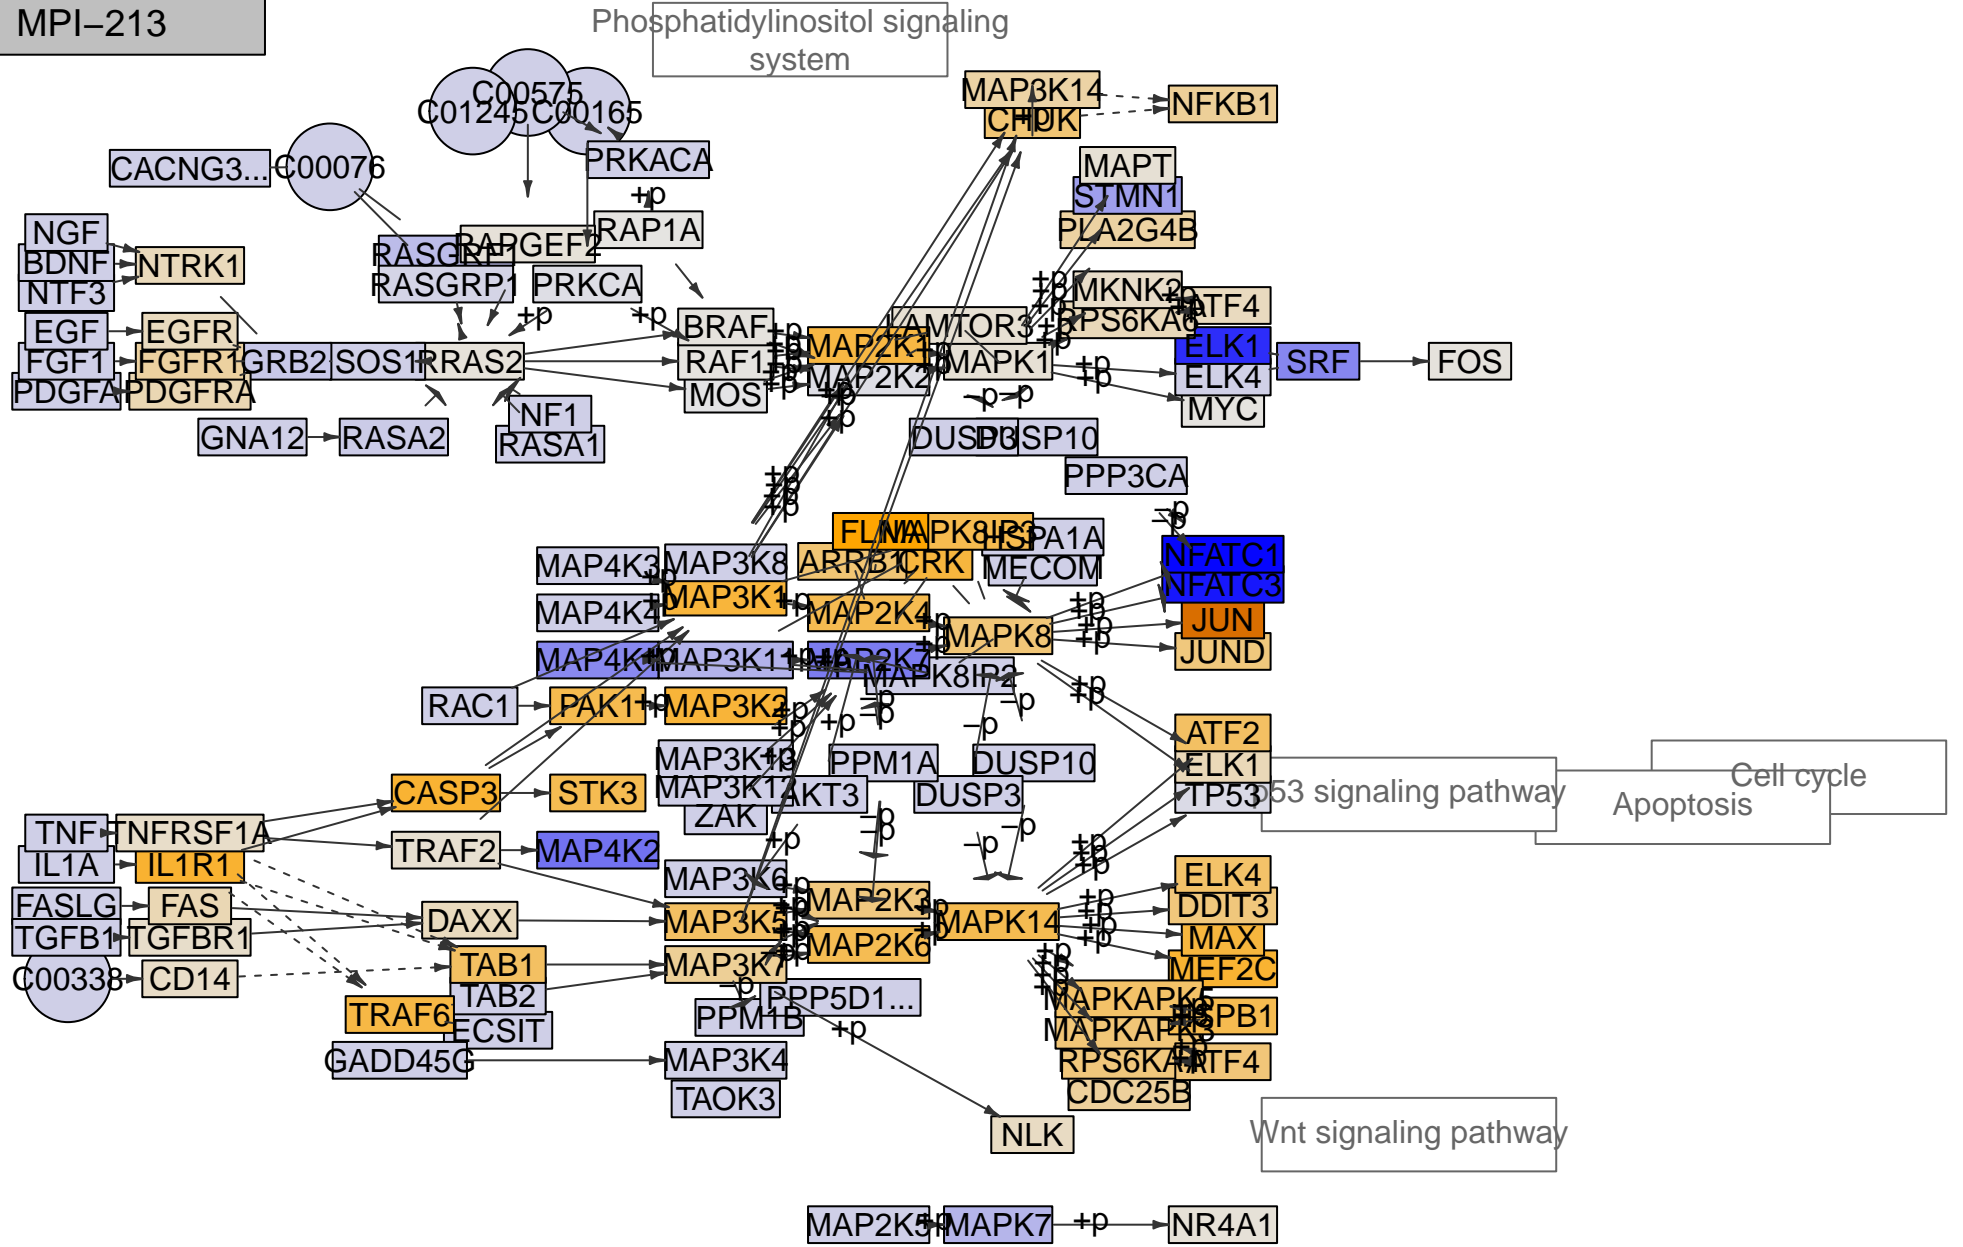 MPI−213
Phosphatidylinositol signaling
system
C00575
C01245
C00165
MAP3K14
CHUK
+p
NFKB1
CACNG3...
C00076
PRKACA
+p
MAPT
STMN1
PLA2G4B
NGF
BDNF
NTF3
NTRK1
RASGRF1
RAPGEF2
RAP1A
RASGRP1
PRKCA
+p
+p
MKNK2
RPS6KA6
ATF4
EGF
EGFR
FGF1
FGFR1
PDGFA
PDGFRA
GRB2
SOS1
RRAS2
BRAF
RAF1
MOS
+p
+p
+p
+p
MAP2K1
MAP2K2
+p
+p
LAMTOR3
MAPK1
+p
+p
+p
+p
+p
+p
ELK1
ELK4
MYC
SRF
FOS
GNA12
RASA2
NF1
RASA1
−p
−p
DUSP3
DUSP10
PPP3CA
−p
−p
+p
+p
+p
+p
FLNA
MAPK8IP3
HSPA1A
ARRB1
CRK
MECOM
NFATC1
NFATC3
MAP4K3
MAP3K8
MAP3K1
+p
+p
+p
MAP4K4
MAP2K4
+p
+p
MAPK8
+p
+p
+p
+p
JUN
JUND
MAP3K11
MAP2K7
MAPK8IP2
RAC1
PAK1
+p
MAP3K2
+p
+p
+p
−p
−p
−p
−p
+p
+p
ATF2
ELK1
TP53
MAP3K13
+p
MAP3K12
ZAK
AKT3
PPM1A
DUSP10
DUSP3
p53 signaling pathway
Cell cycle
Apoptosis
CASP3
STK3
TNF
TNFRSF1A
IL1A
IL1R1
TRAF2
MAP4K2
+p
−p
−p
−p
−p
+p
+p
+p
FASLG
FAS
TGFB1
TGFBR1
C00338
CD14
DAXX
MAP3K6
MAP3K5
MAP3K7
MAP2K3
MAP2K6
MAPK14
+p
+p
+p
+p
ELK4
DDIT3
MAX
MEF2C
TAB1
TAB2
ECSIT
TRAF6
GADD45G
−p
PPM1B
PPP5D1...
+p
MAP3K4
TAOK3
MAPKAPK5
MAPKAPK3
HSPB1
ATF4
CDC25B
NLK
Wnt signaling pathway
MAP2K5
+p
MAPK7
+p
NR4A1